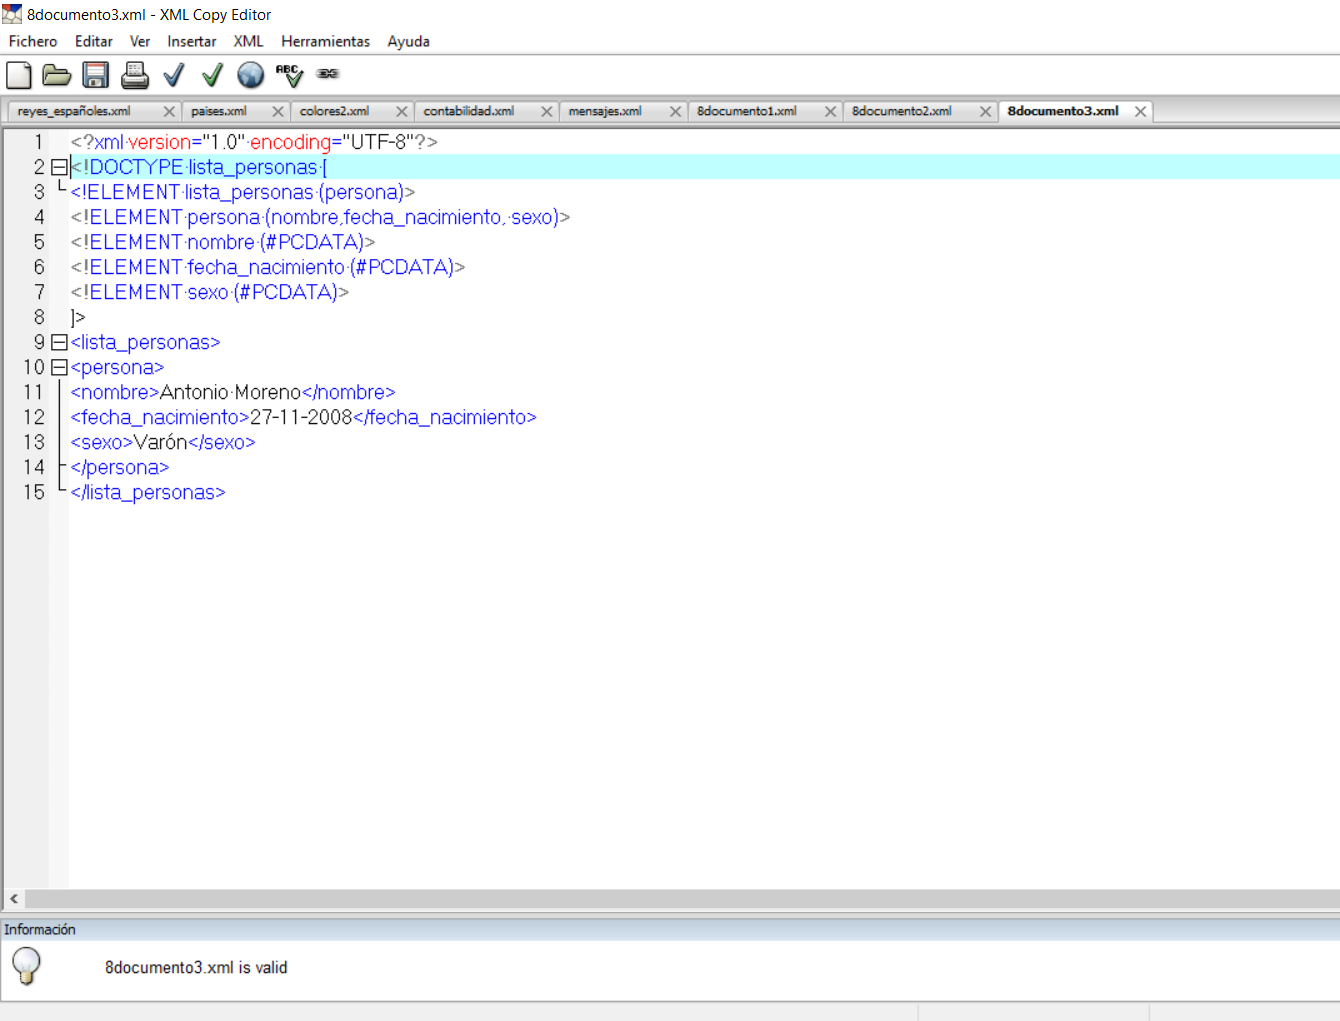 8documento3.xml - XML Copy Editor
Fichero Editar Ver Insertar XML Herramientas Ayuda
ABC
reyes_españoles.xml paises.xml colores2.xml contabilidad.xml mensajes.xml 8documento1.xml 8documento2.xml 8documento3.xml
1 <?xml·version="1.0"·encoding="UTF-8"?>
2 <!DOCTYPE·lista_personas·[
3 <!ELEMENT·lista_personas·(persona)>
4 <!ELEMENT·persona·(nombre,fecha_nacimiento,·sexo)>
5 <!ELEMENT·nombre·(#PCDATA)>
6 <!ELEMENT·fecha_nacimiento·(#PCDATA)>
7 <!ELEMENT·sexo·(#PCDATA)>
8 ]>
9 <lista_personas>
10 <persona>
11 <nombre>Antonio·Moreno</nombre>
12 <fecha_nacimiento>27-11-2008</fecha_nacimiento>
13 <sexo>Varón</sexo>
14 </persona>
15 </lista_personas>
Información
8documento3.xml is valid